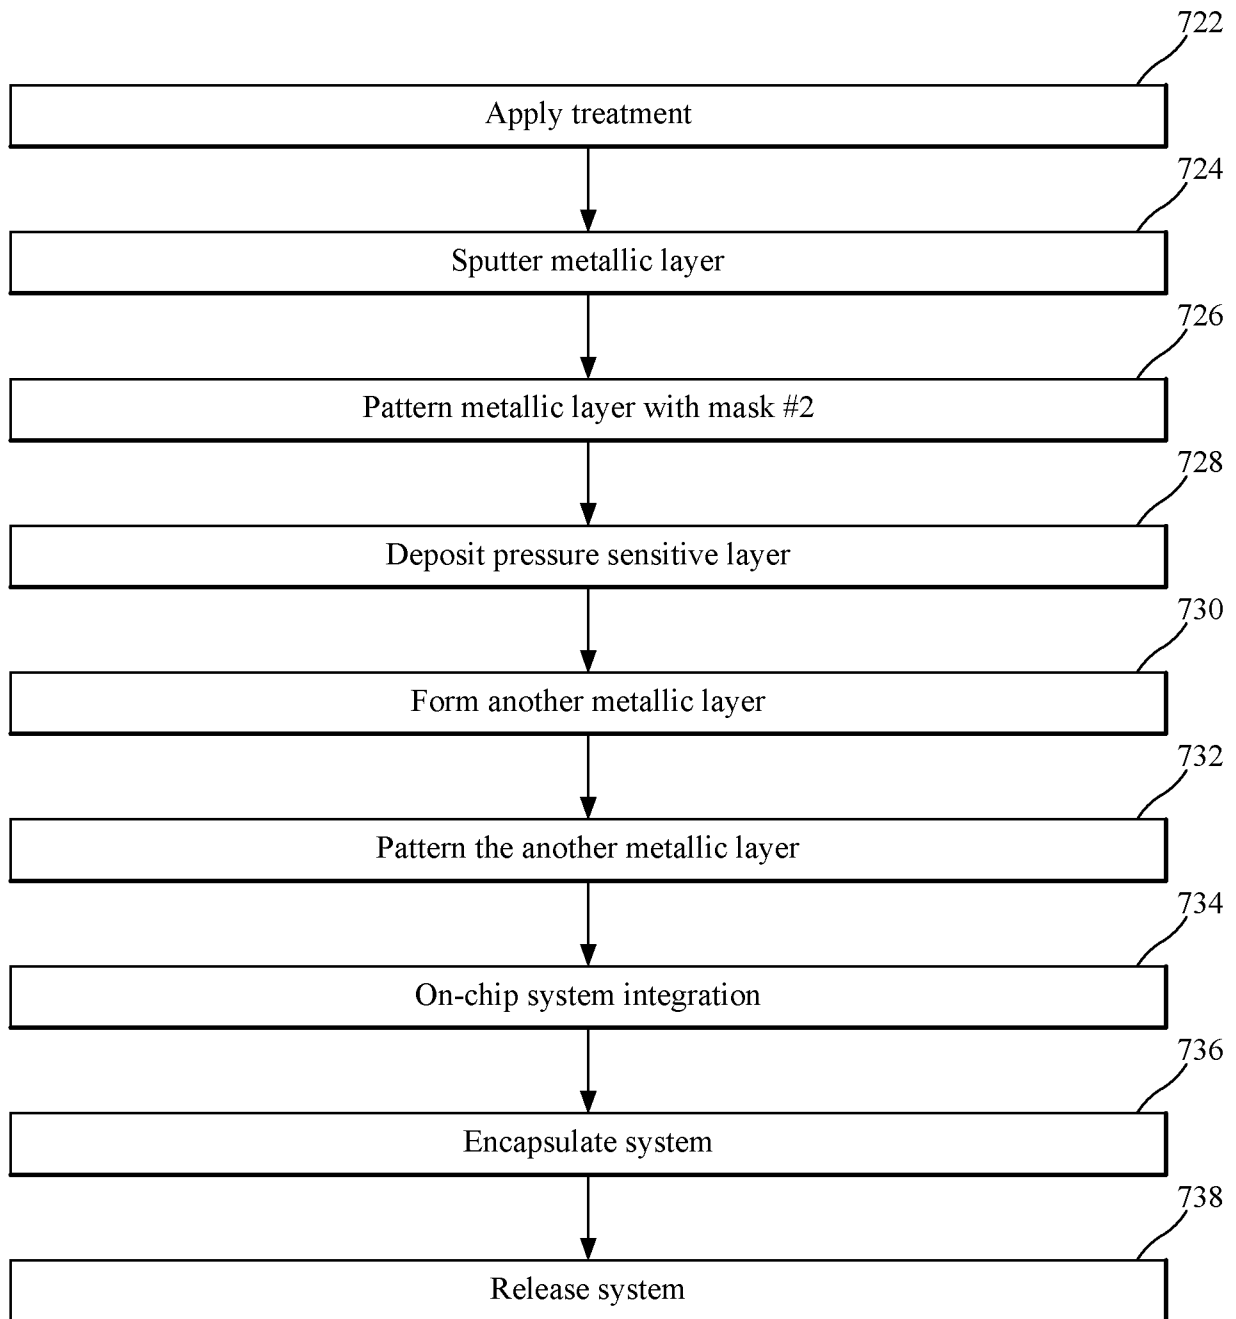 722
Apply treatment
724
Sputter metallic layer
726
Pattern metallic layer with mask #2
728
Deposit pressure sensitive layer
730
Form another metallic layer
732
Pattern the another metallic layer
734
On-chip system integration
736
Encapsulate system
738
Release system